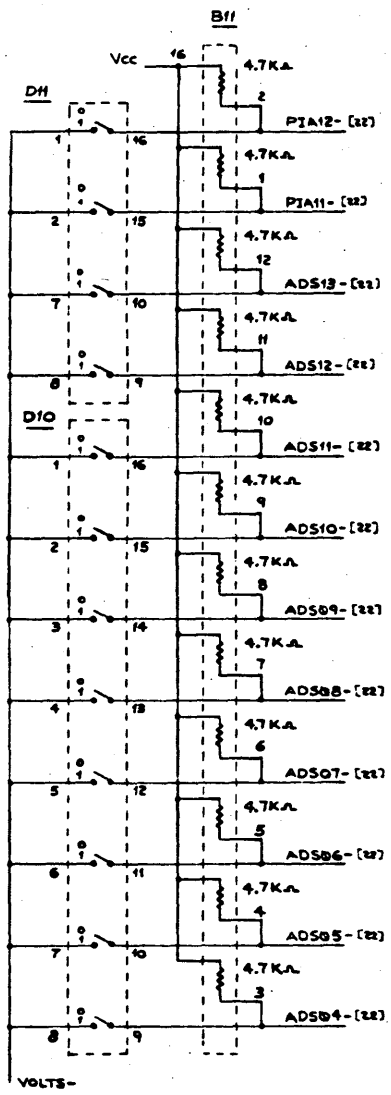 B11
16
Vcc
4.7KΩ
D11
2
0
1
1
16
PIA12-[22]
4.7KΩ
1
0
1
2
15
PIA11-[22]
4.7KΩ
12
0
1
7
10
ADS13-[22]
4.7KΩ
11
0
1
8
9
ADS12-[22]
D10
4.7KΩ
10
0
1
1
16
ADS11-[22]
4.7KΩ
9
0
1
2
15
ADS10-[22]
4.7KΩ
8
0
1
3
14
ADS09-[22]
4.7KΩ
7
0
1
4
13
ADS08-[22]
4.7KΩ
6
0
1
5
12
ADS07-[22]
4.7KΩ
5
0
1
6
11
ADS06-[22]
4.7KΩ
4
0
1
7
10
ADS05-[22]
4.7KΩ
3
0
1
8
9
ADS04-[22]
VOLTS-